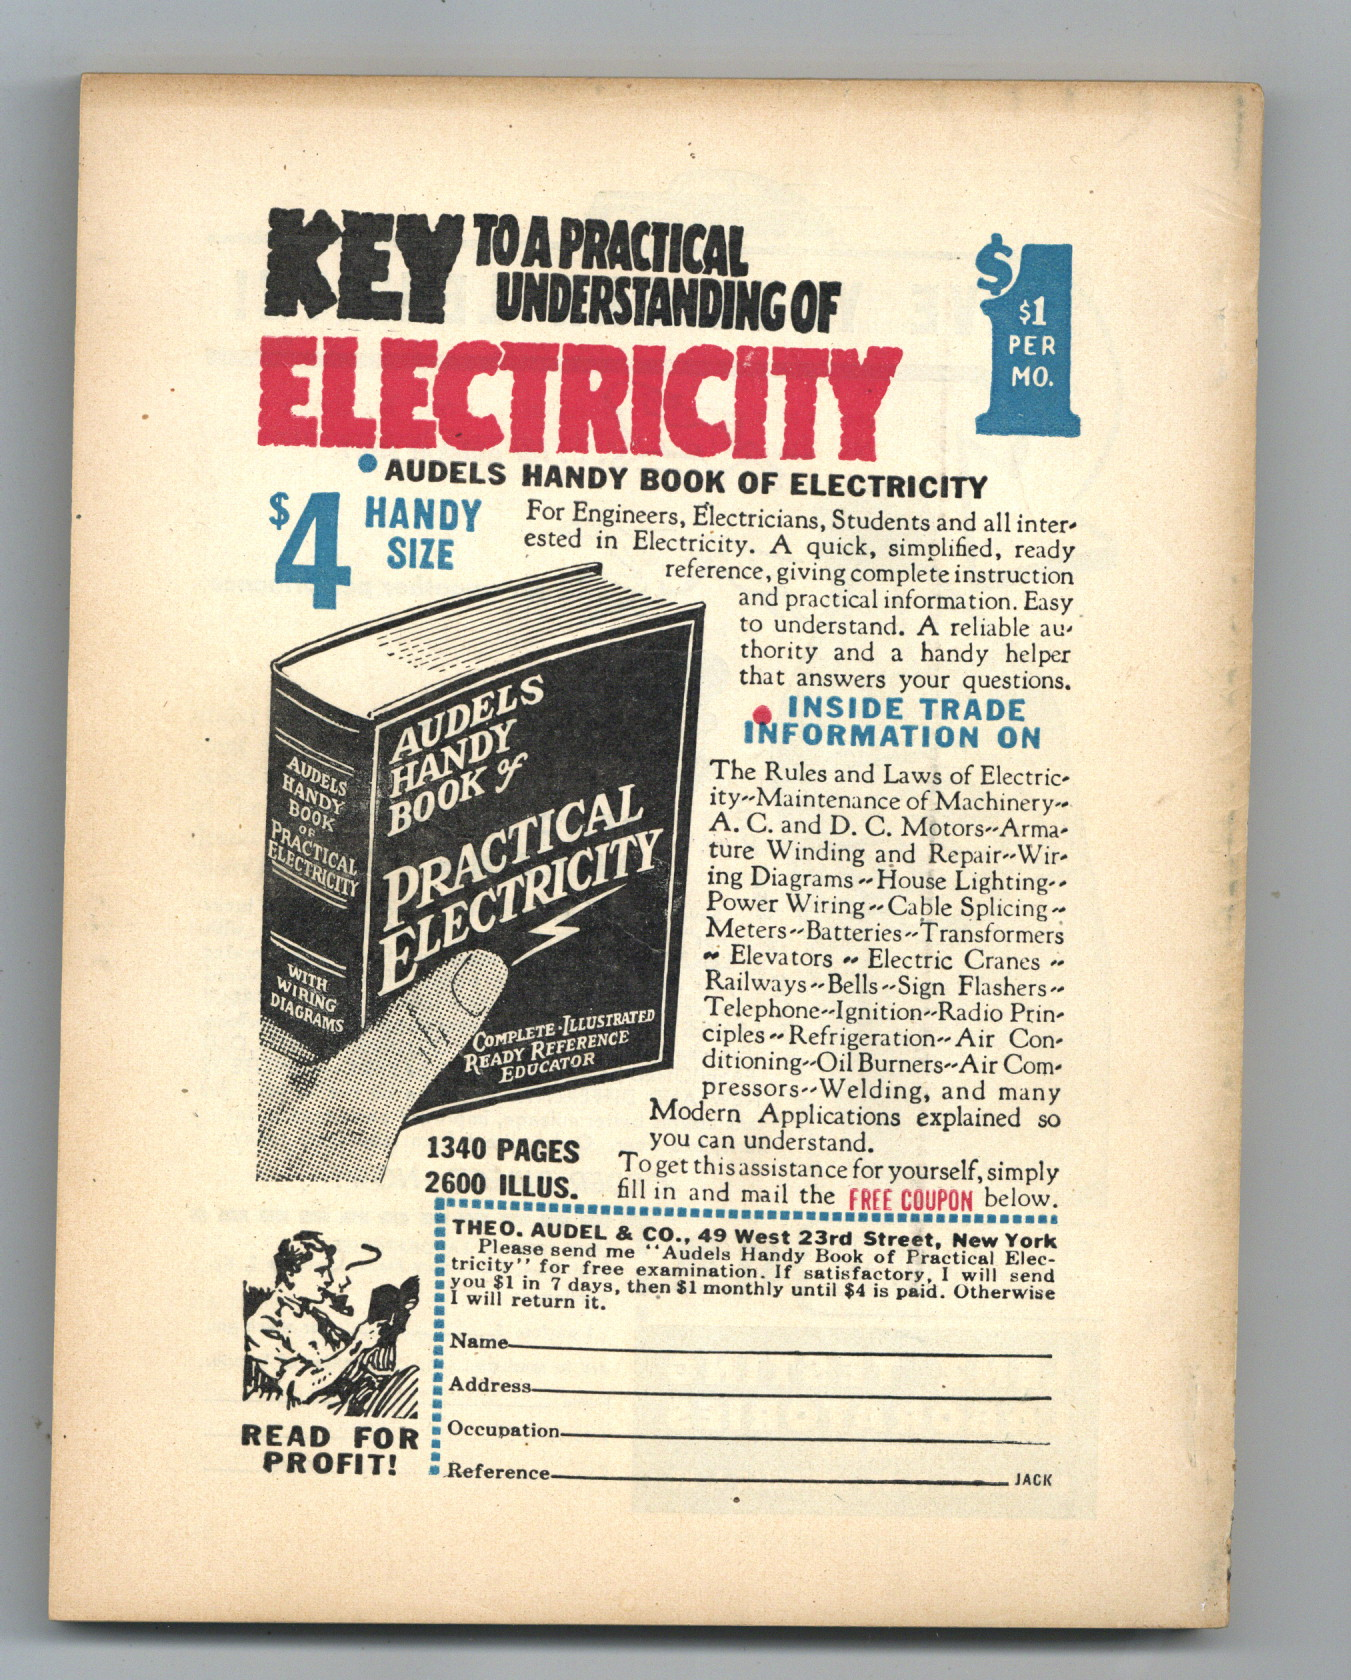 KEY TO A PRACTICAL
UNDERSTANDING OF
ELECTRICITY
$1
$1
PER
MO.
AUDELS HANDY BOOK OF ELECTRICITY
$4 HANDY
SIZE
For Engineers, Electricians, Students and all inter-
ested in Electricity. A quick, simplified, ready
reference, giving complete instruction
and practical information. Easy
to understand. A reliable au-
thority and a handy helper
that answers your questions.
INSIDE TRADE
INFORMATION ON
The Rules and Laws of Electric-
ity--Maintenance of Machinery--
A. C. and D. C. Motors--Arma-
ture Winding and Repair--Wir-
ing Diagrams--House Lighting--
Power Wiring--Cable Splicing--
Meters--Batteries--Transformers
-- Elevators -- Electric Cranes --
Railways--Bells--Sign Flashers--
Telephone--Ignition--Radio Prin-
ciples--Refrigeration--Air Con-
ditioning--Oil Burners--Air Com-
pressors--Welding, and many
Modern Applications explained so
you can understand.
To get this assistance for yourself, simply
fill in and mail the FREE COUPON below.
AUDELS
HANDY
BOOK
OF
PRACTICAL
ELECTRICITY
WITH
WIRING
DIAGRAMS
AUDELS
HANDY
BOOK of
PRACTICAL
ELECTRICITY
COMPLETE·ILLUSTRATED
READY REFERENCE
EDUCATOR
1340 PAGES
2600 ILLUS.
THEO. AUDEL & CO., 49 West 23rd Street, New York
Please send me "Audels Handy Book of Practical Elec-
tricity" for free examination. If satisfactory, I will send
you $1 in 7 days, then $1 monthly until $4 is paid. Otherwise
I will return it.
Name
Address
Occupation
Reference JACK
READ FOR
PROFIT!